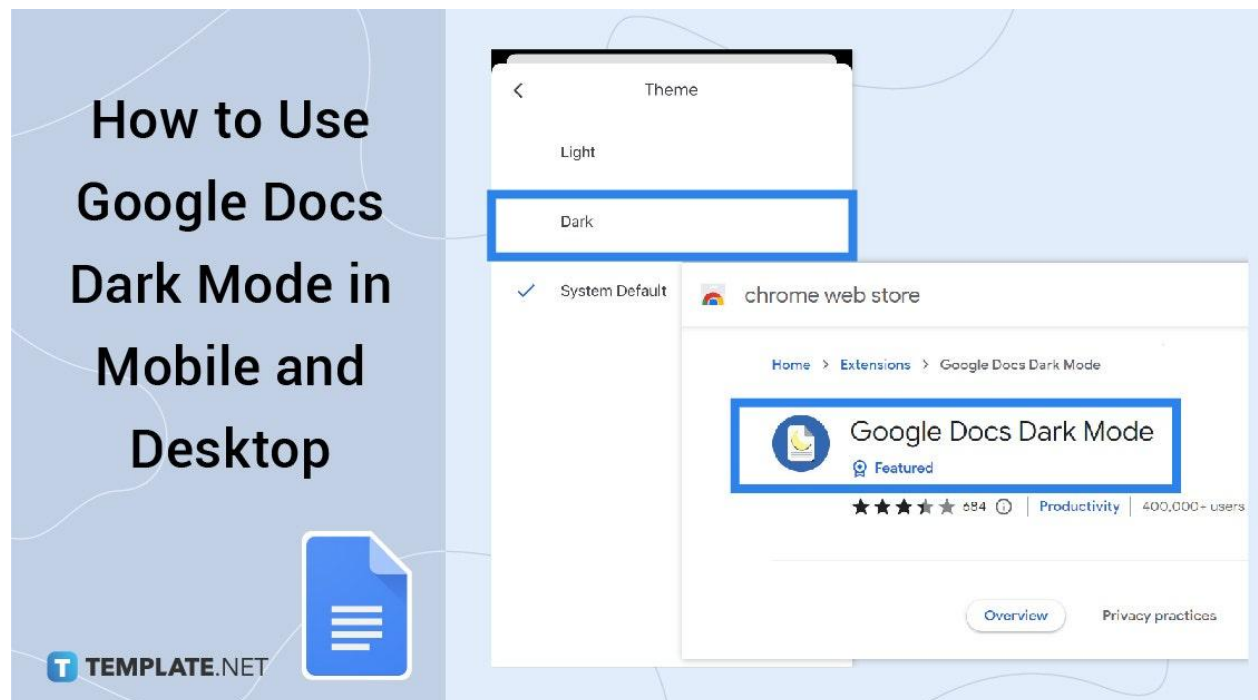 How to Use
Google Docs
Dark Mode in
Mobile and
Desktop
TEMPLATE.NET
Theme
Light
Dark
System Default
chrome web store
Home > Extensions > Google Docs Dark Mode
Google Docs Dark Mode
Featured
684 | Productivity | 400,000+ users
Overview Privacy practices